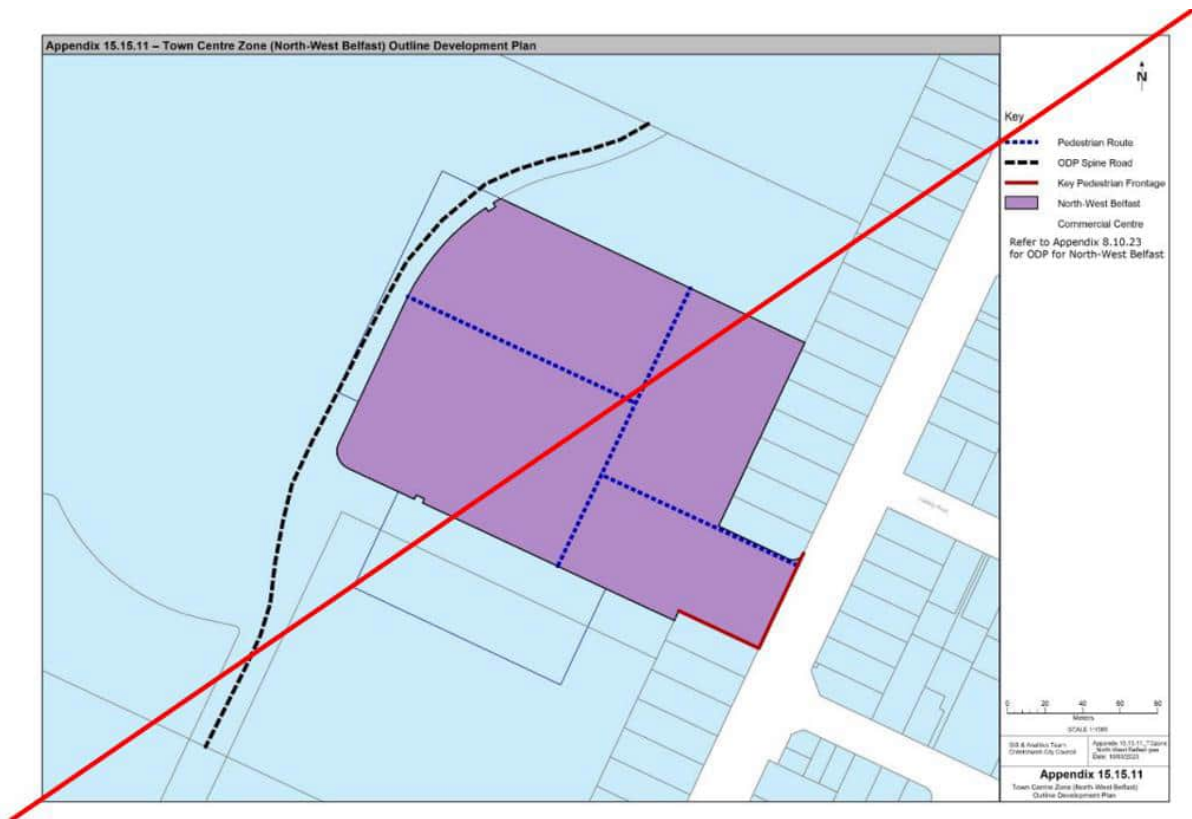 Appendix 15.15.11 – Town Centre Zone (North-West Belfast) Outline Development Plan
N
Key
Pedestrian Route
ODP Spine Road
Key Pedestrian Frontage
North-West Belfast
Commercial Centre
Refer to Appendix 8.10.23
for ODP for North-West Belfast
0 20 40 60 80
Meters
Christchurch City Council
Appendix 15.15.11
Town Centre Zone (North-West Belfast)
Outline Development Plan